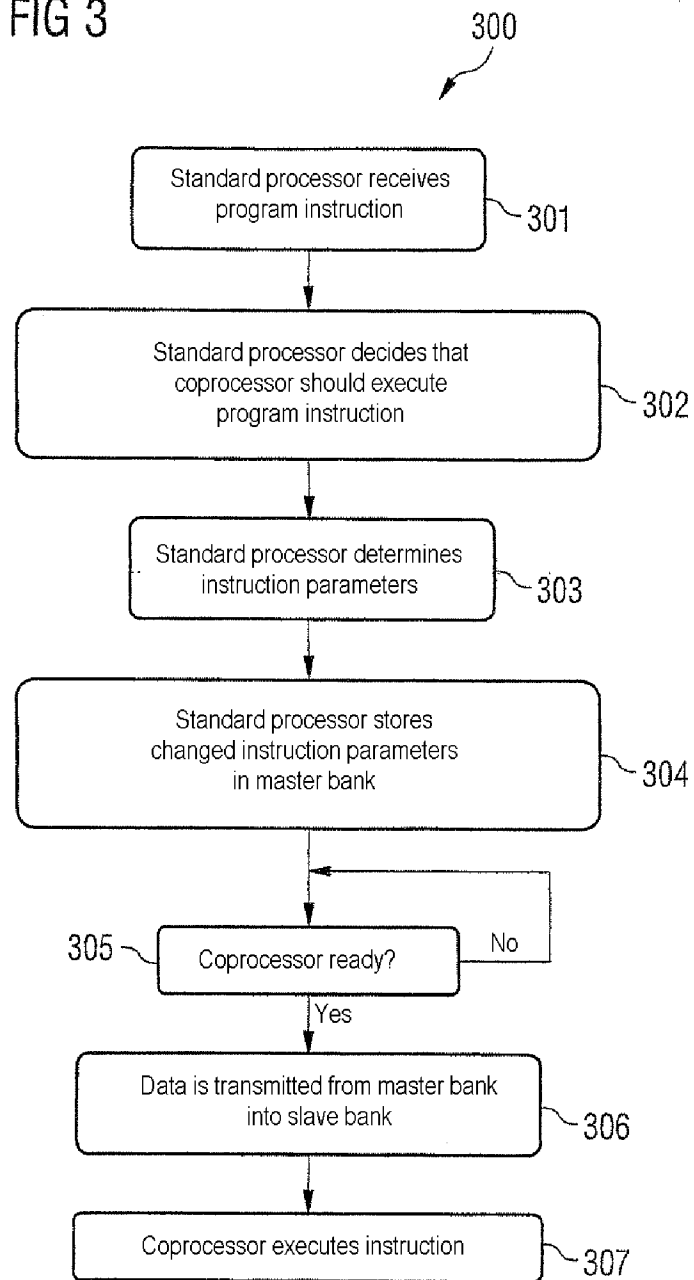 FIG 3
300
Standard processor receives
program instruction
301
Standard processor decides that
coprocessor should execute
program instruction
302
Standard processor determines
instruction parameters
303
Standard processor stores
changed instruction parameters
in master bank
304
305
Coprocessor ready?
No
Yes
Data is transmitted from master bank
into slave bank
306
Coprocessor executes instruction
307